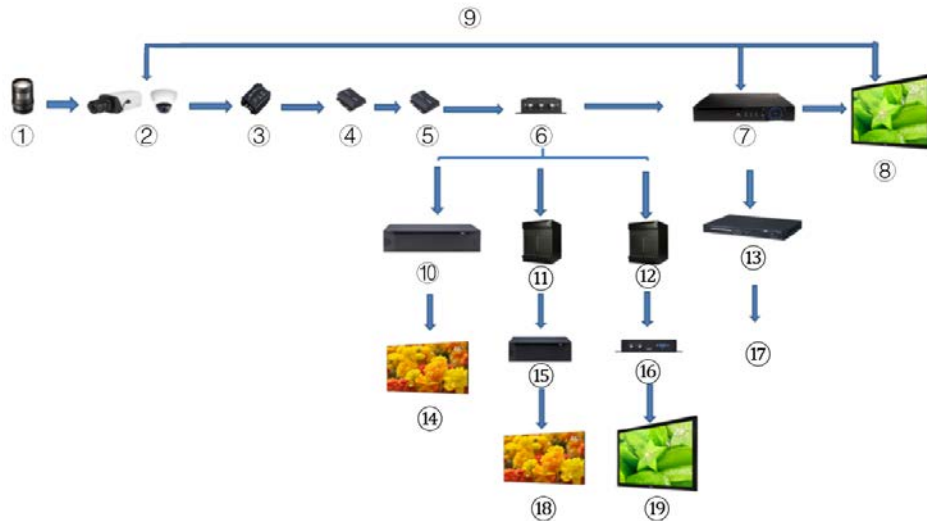 ⑨
① ② ③ ④ ⑤ ⑥ ⑦ ⑧
⑩ ⑪ ⑫ ⑬
⑭ ⑮ ⑯ ⑰
⑱ ⑲